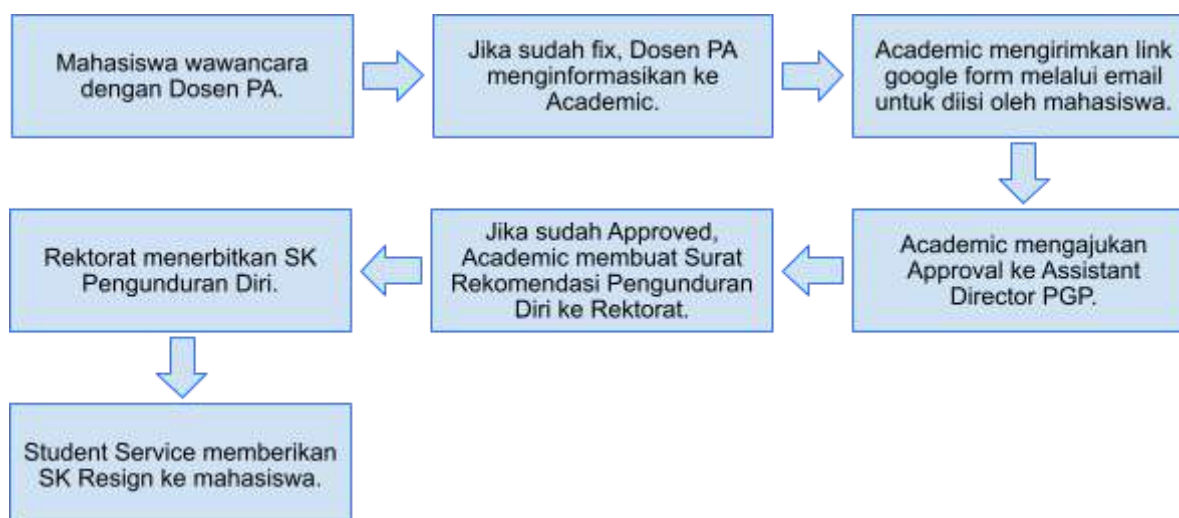 Mahasiswa wawancara
dengan Dosen PA.
Jika sudah fix, Dosen PA
menginformasikan ke
Academic.
Academic mengirimkan link
google form melalui email
untuk diisi oleh mahasiswa.
Academic mengajukan
Approval ke Assistant
Director PGP.
Jika sudah Approved,
Academic membuat Surat
Rekomendasi Pengunduran
Diri ke Rektorat.
Rektorat menerbitkan SK
Pengunduran Diri.
Student Service memberikan
SK Resign ke mahasiswa.